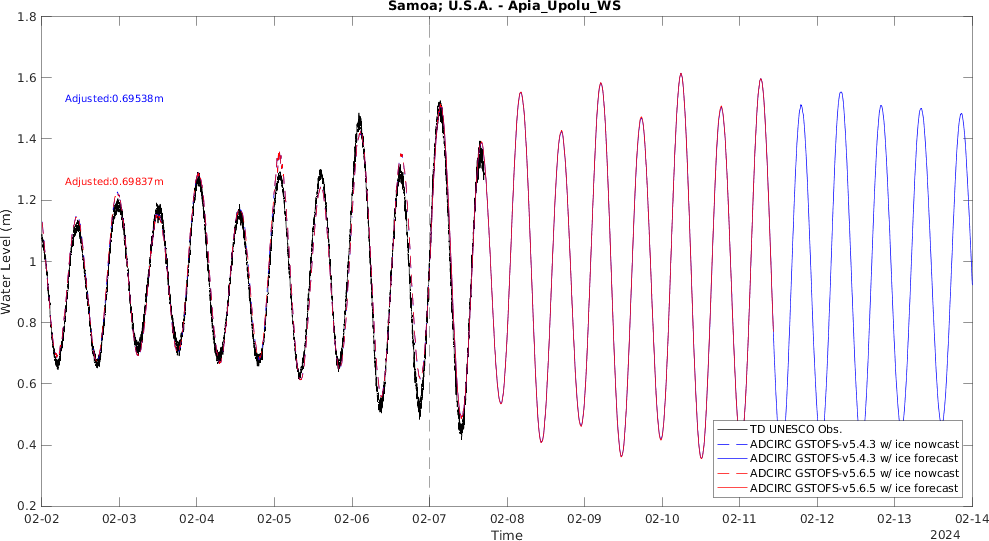 Samoa; U.S.A. - Apia_Upolu_WS
1.8
1.6
1.4
1.2
1
0.8
0.6
0.4
0.2
Water Level (m)
Adjusted:0.69538m
Adjusted:0.69837m
TD UNESCO Obs.
ADCIRC GSTOFS-v5.4.3 w/ ice nowcast
ADCIRC GSTOFS-v5.4.3 w/ ice forecast
ADCIRC GSTOFS-v5.6.5 w/ ice nowcast
ADCIRC GSTOFS-v5.6.5 w/ ice forecast
02-02 02-03 02-04 02-05 02-06 02-07 02-08 02-09 02-10 02-11 02-12 02-13 02-14
Time
2024